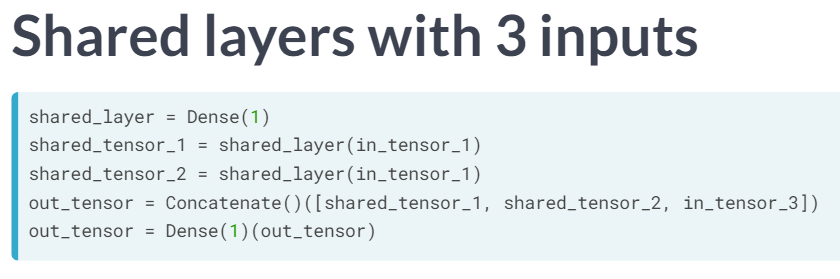 Shared layers with 3 inputs
shared_layer = Dense(1)
shared_tensor_1 = shared_layer(in_tensor_1)
shared_tensor_2 = shared_layer(in_tensor_1)
out_tensor = Concatenate()([shared_tensor_1, shared_tensor_2, in_tensor_3])
out_tensor = Dense(1)(out_tensor)